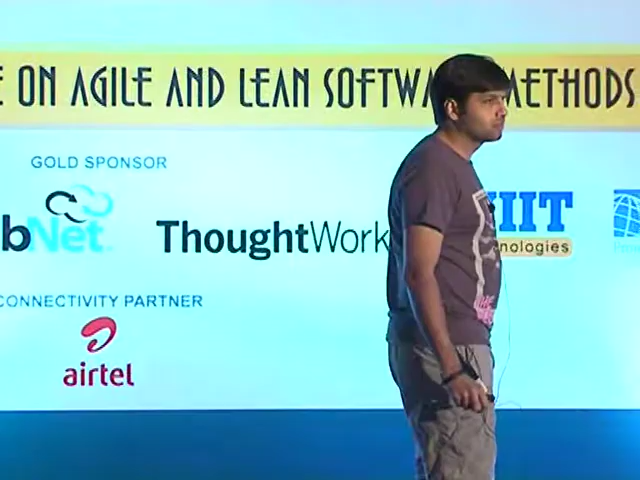 E ON AGILE AND LEAN SOFTWA METHODS
GOLD SPONSOR
bNet
ThoughtWork
IIT
nologies
CONNECTIVITY PARTNER
airtel